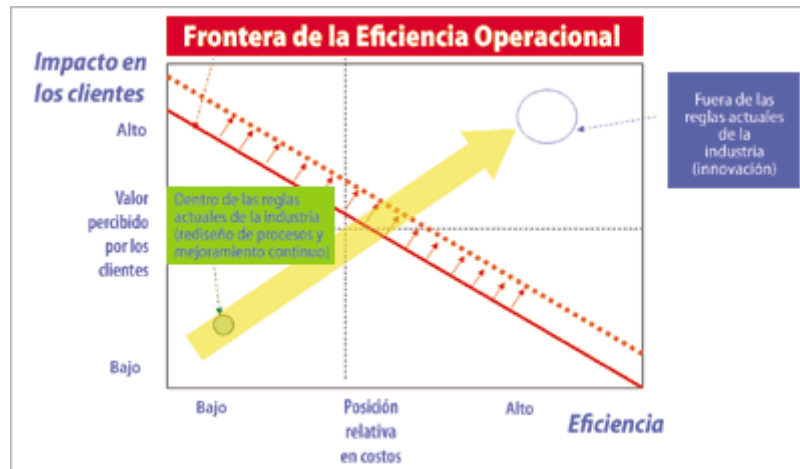 Frontera de la Eficiencia Operacional
Impacto en
los clientes
Alto
Valor
percibido
por los
clientes
Bajo
Dentro de las reglas
actuales de la industria
(rediseño de procesos y
mejoramiento continuo)
Fuera de las
reglas actuales
de la
industria
(innovación)
Bajo
Posición
relativa
en costos
Alto
Eficiencia